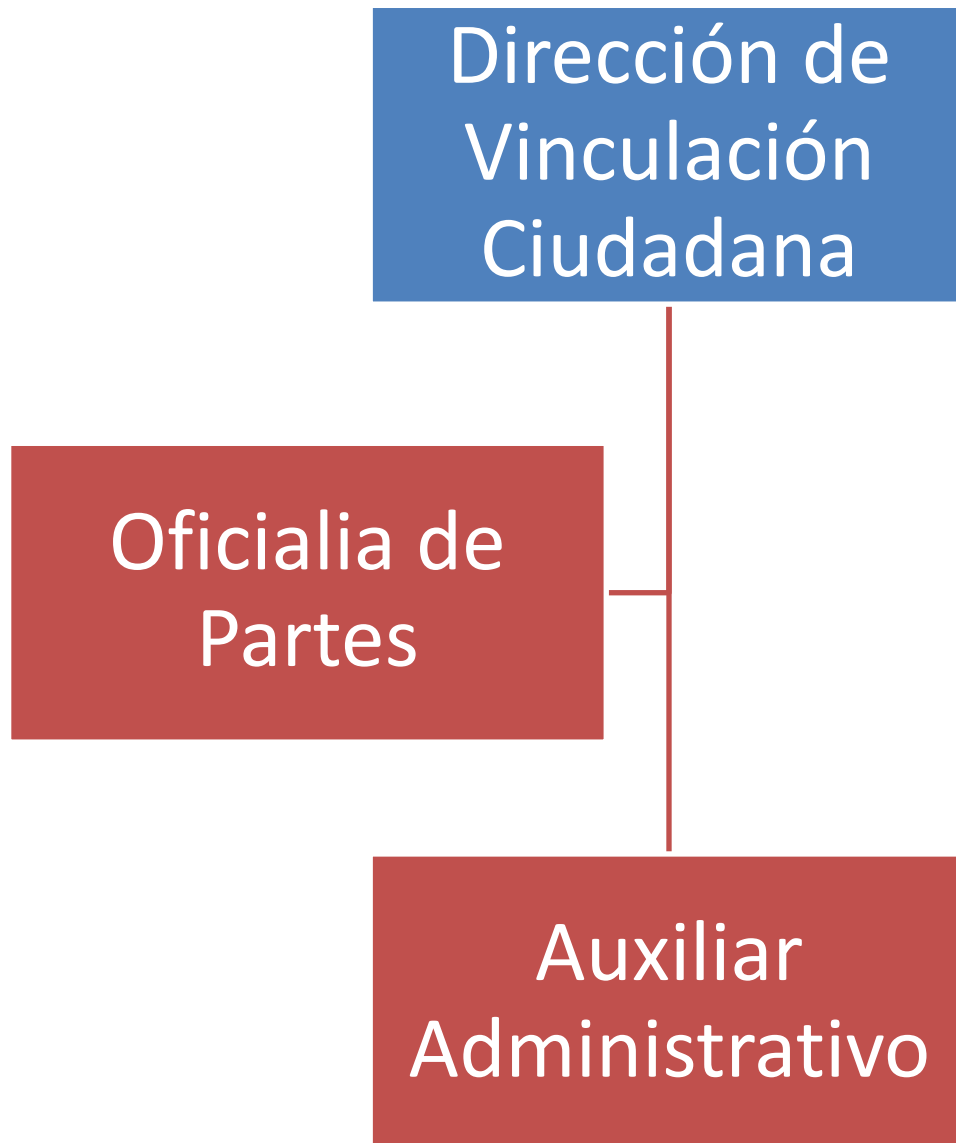 Dirección de
Vinculación
Ciudadana
Oficialia de
Partes
Auxiliar
Administrativo